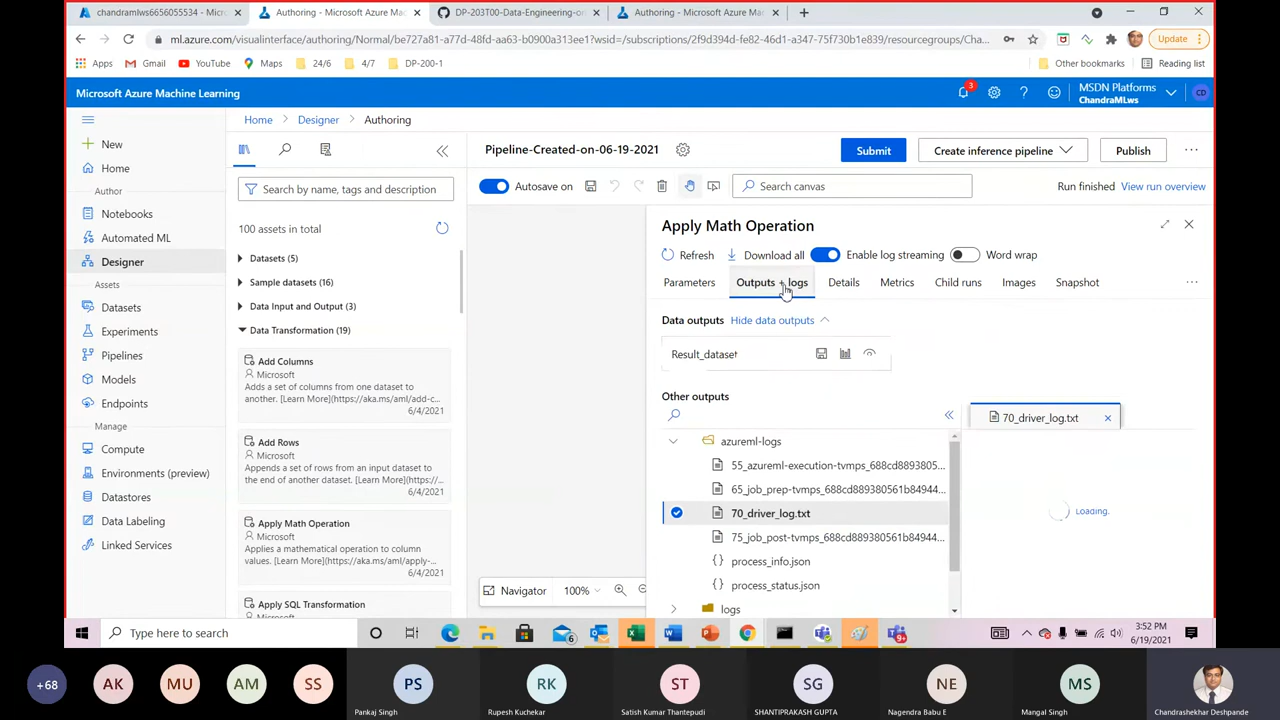 chandramlws6656055534 - Micro
Authoring - Microsoft Azure Machi
DP-203T00-Data-Engineering-on
Authoring - Microsoft Azure Mac
ml.azure.com/visualinterface/authoring/Normal/be727a81-a77d-48fd-aa63-b0900a313ee1?wsid=/subscriptions/2f9d394d-fe82-46d1-a347-75f730b1e839/resourcegroups/Cha...
Update
Apps
Gmail
YouTube
Maps
24/6
4/7
DP-200-1
Other bookmarks
Reading list
Microsoft Azure Machine Learning
3
MSDN Platforms
ChandraMLws
CD
New
Home
Author
Notebooks
Automated ML
Designer
Assets
Datasets
Experiments
Pipelines
Models
Endpoints
Manage
Compute
Environments (preview)
Datastores
Data Labeling
Linked Services
Home > Designer > Authoring
Search by name, tags and description
100 assets in total
Datasets (5)
Sample datasets (16)
Data Input and Output (3)
Data Transformation (19)
Add Columns
Microsoft
Adds a set of columns from one dataset to
another. [Learn More](https://aka.ms/aml/add-c...
6/4/2021
Add Rows
Microsoft
Appends a set of rows from an input dataset to
the end of another dataset. [Learn More](https://...
6/4/2021
Apply Math Operation
Microsoft
Applies a mathematical operation to column
values. [Learn More](https://aka.ms/aml/apply-...
6/4/2021
Apply SQL Transformation
Microsoft
Pipeline-Created-on-06-19-2021
Submit
Create inference pipeline
Publish
Autosave on
Search canvas
Run finished View run overview
Apply Math Operation
Refresh
Download all
Enable log streaming
Word wrap
Parameters
Outputs + logs
Details
Metrics
Child runs
Images
Snapshot
Data outputs Hide data outputs
Result_dataset
Other outputs
azureml-logs
55_azureml-execution-tvmps_688cd8893805...
65_job_prep-tvmps_688cd889380561b84944...
70_driver_log.txt
75_job_post-tvmps_688cd889380561b84944...
process_info.json
process_status.json
logs
70_driver_log.txt
Loading.
Navigator
100%
Type here to search
3:52 PM
6/19/2021
+68
AK
MU
AM
SS
PS
Pankaj Singh
RK
Rupesh Kuchekar
ST
Satish Kumar Thantepudi
SG
SHANTIPRAKASH GUPTA
NE
Nagendra Babu E
MS
Mangal Singh
Chandrashekhar Deshpande